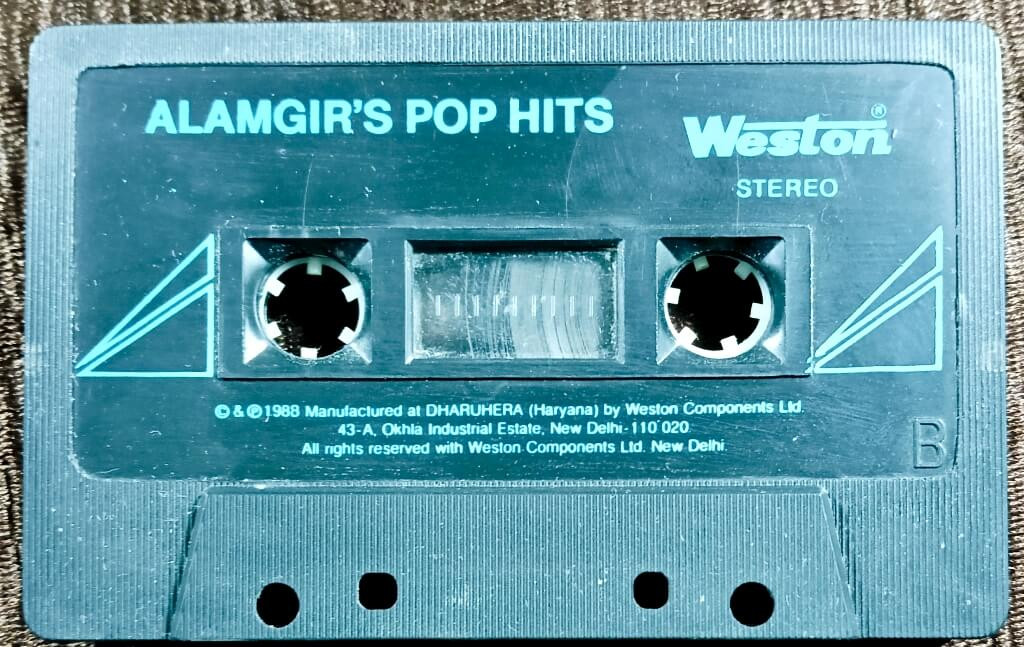 ALAMGIR'S POP HITS
Weston®
STEREO
© & ℗ 1988 Manufactured at DHARUHERA (Haryana) by Weston Components Ltd.
43-A, Okhla Industrial Estate, New Delhi-110 020
All rights reserved with Weston Components Ltd. New Delhi.
B